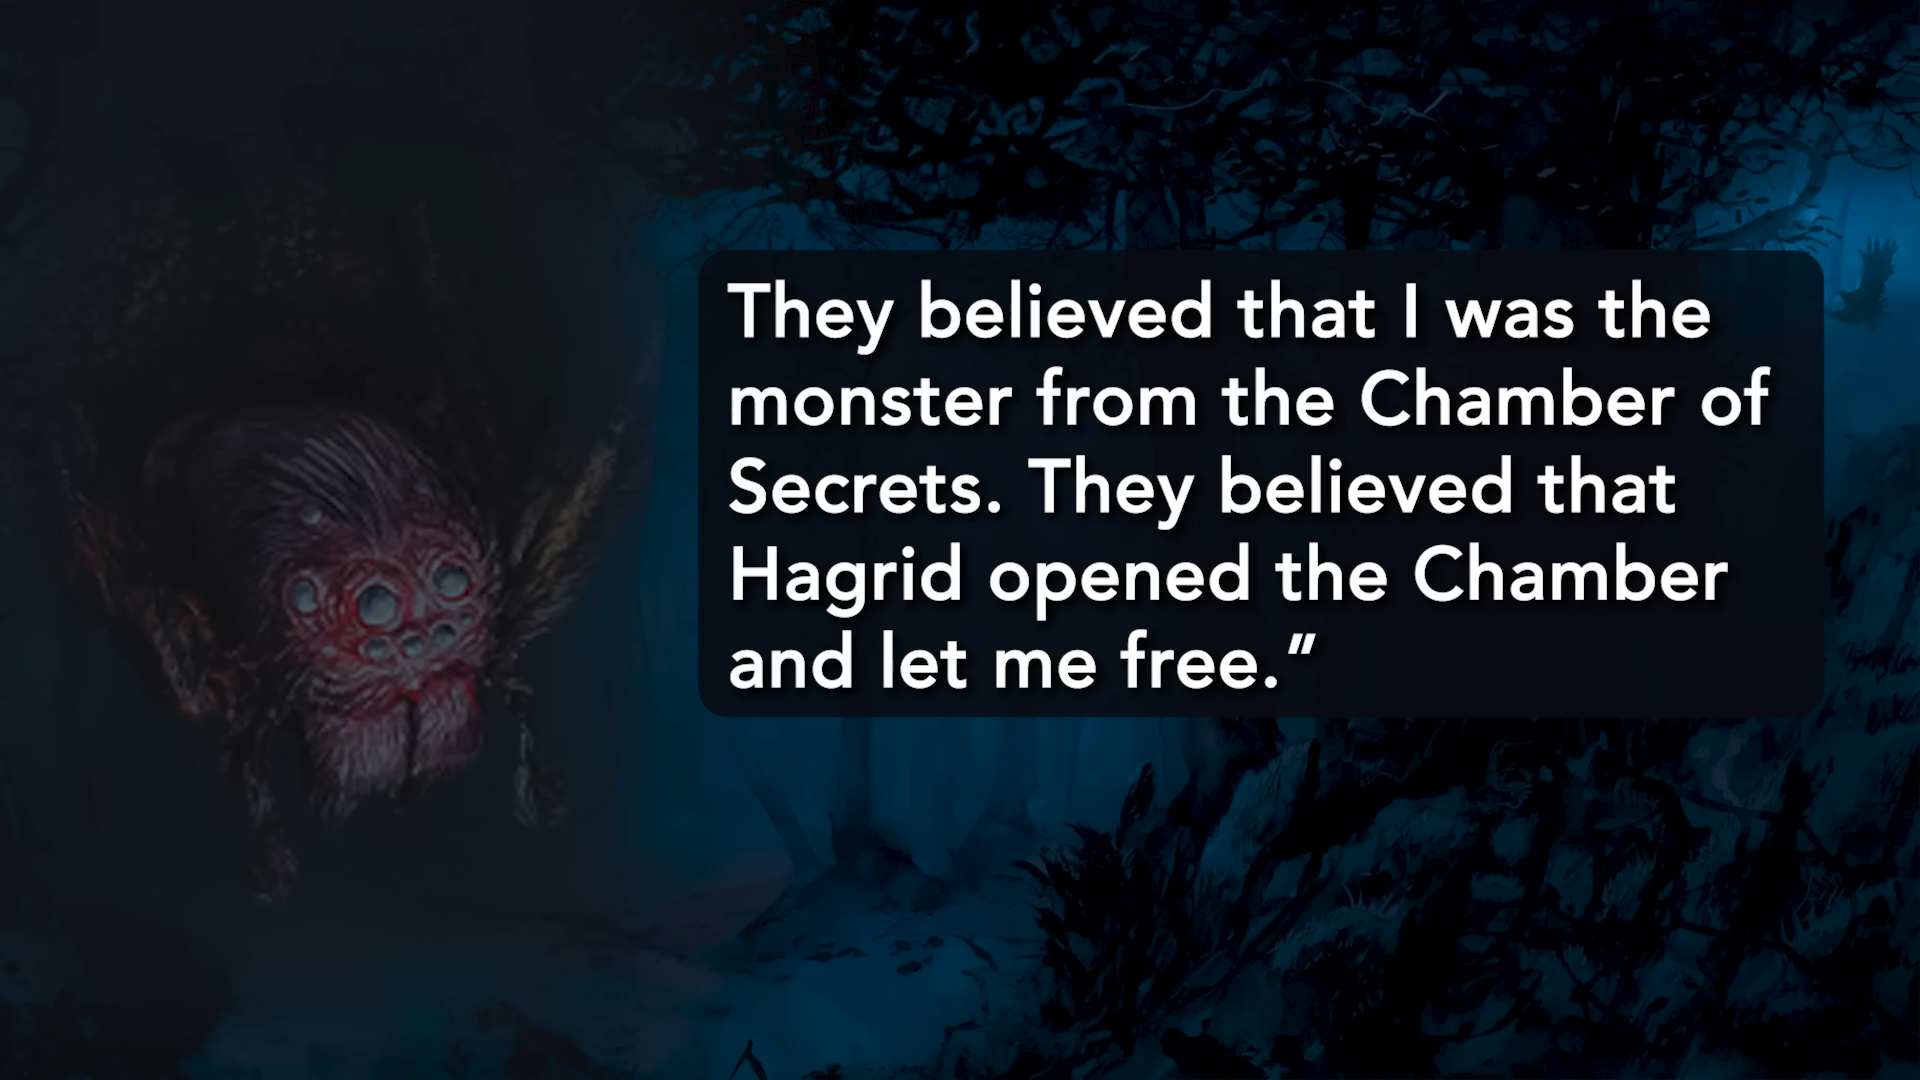 They believed that I was the
monster from the Chamber of
Secrets. They believed that
Hagrid opened the Chamber
and let me free.”